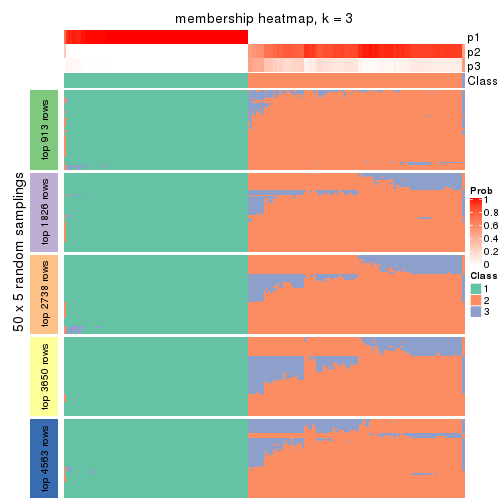 membership heatmap, k = 3
p1
p2
p3
Class
50 x 5 random samplings
top 913 rows
top 1826 rows
top 2738 rows
top 3650 rows
top 4563 rows
Prob
1
0.8
0.6
0.4
0.2
0
Class
1
2
3